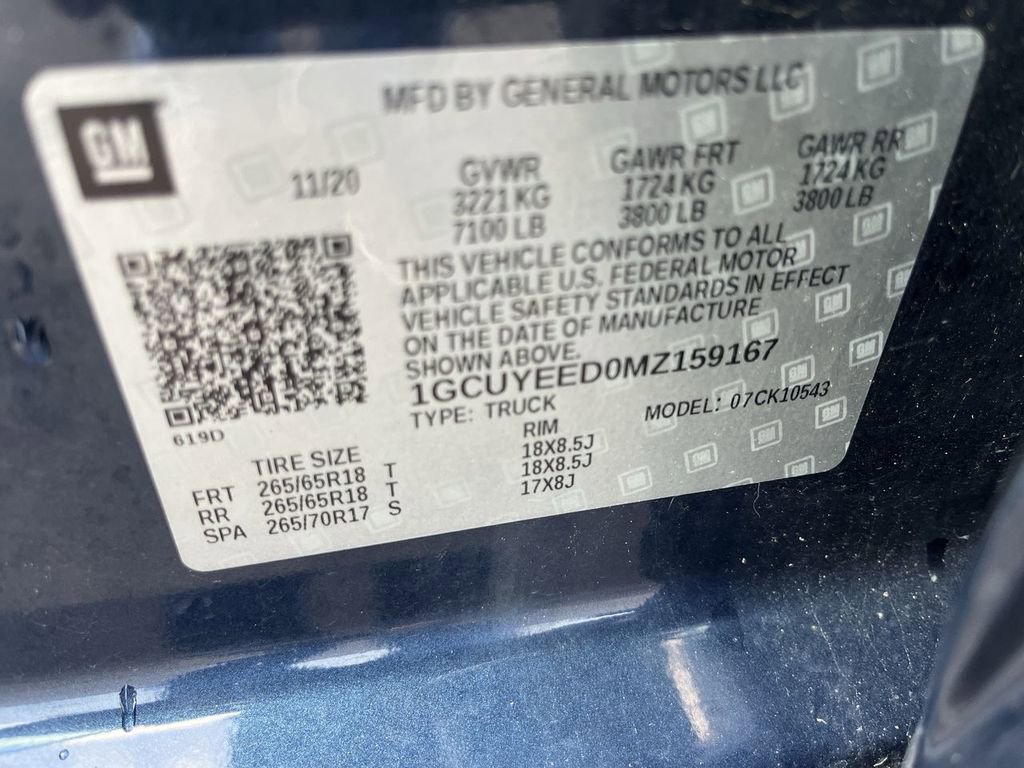 GM
MFD BY GENERAL MOTORS LLC
11/20
GVWR GAWR FRT GAWR RR
3221 KG 1724 KG 1724 KG
7100 LB 3800 LB 3800 LB
THIS VEHICLE CONFORMS TO ALL
APPLICABLE U.S. FEDERAL MOTOR
VEHICLE SAFETY STANDARDS IN EFFECT
ON THE DATE OF MANUFACTURE
SHOWN ABOVE.
1GCUYEED0MZ159167
TYPE: TRUCK MODEL: 07CK10543
619D
TIRE SIZE RIM
FRT 265/65R18 T 18X8.5J
RR 265/65R18 T 18X8.5J
SPA 265/70R17 S 17X8J